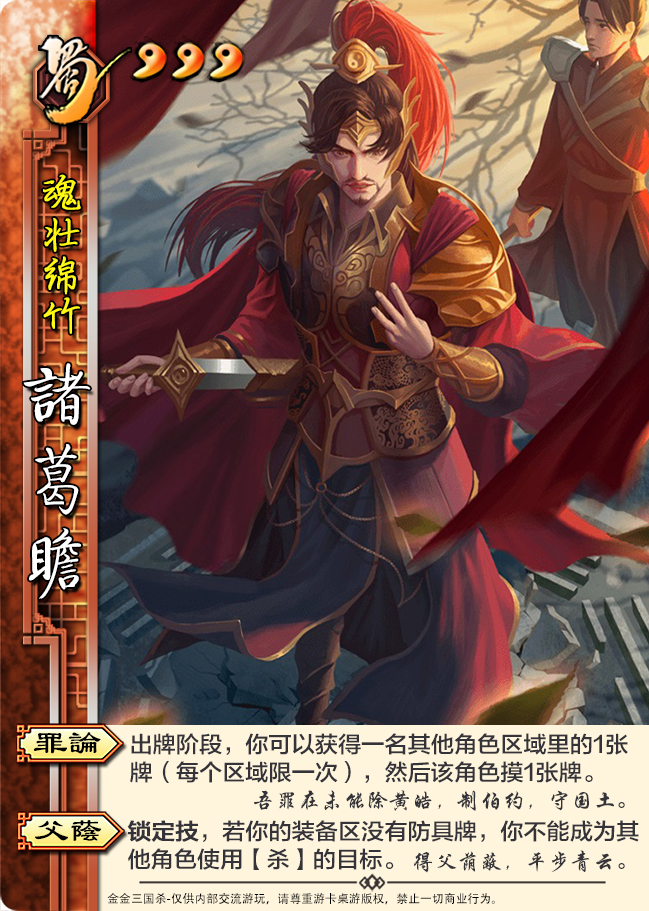 蜀
魂壮绵竹
諸葛瞻
罪論
出牌阶段，你可以获得一名其他角色区域里的1张
牌（每个区域限一次），然后该角色摸1张牌。
吾罪在未能除黄皓，制伯约，守国土。
父蔭
锁定技，若你的装备区没有防具牌，你不能成为其
他角色使用【杀】的目标。得父荫蔽，平步青云。
金金三国杀-仅供内部交流游玩，请尊重游卡桌游版权，禁止一切商业行为。